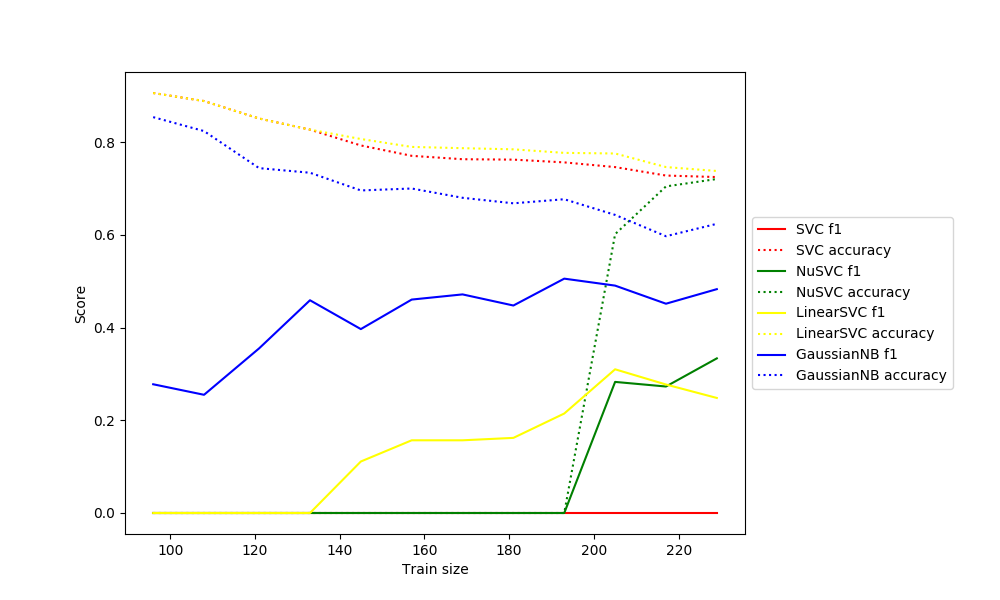 0.8
0.6
0.4
0.2
0.0
Score
100 120 140 160 180 200 220
Train size
SVC f1
SVC accuracy
NuSVC f1
NuSVC accuracy
LinearSVC f1
LinearSVC accuracy
GaussianNB f1
GaussianNB accuracy